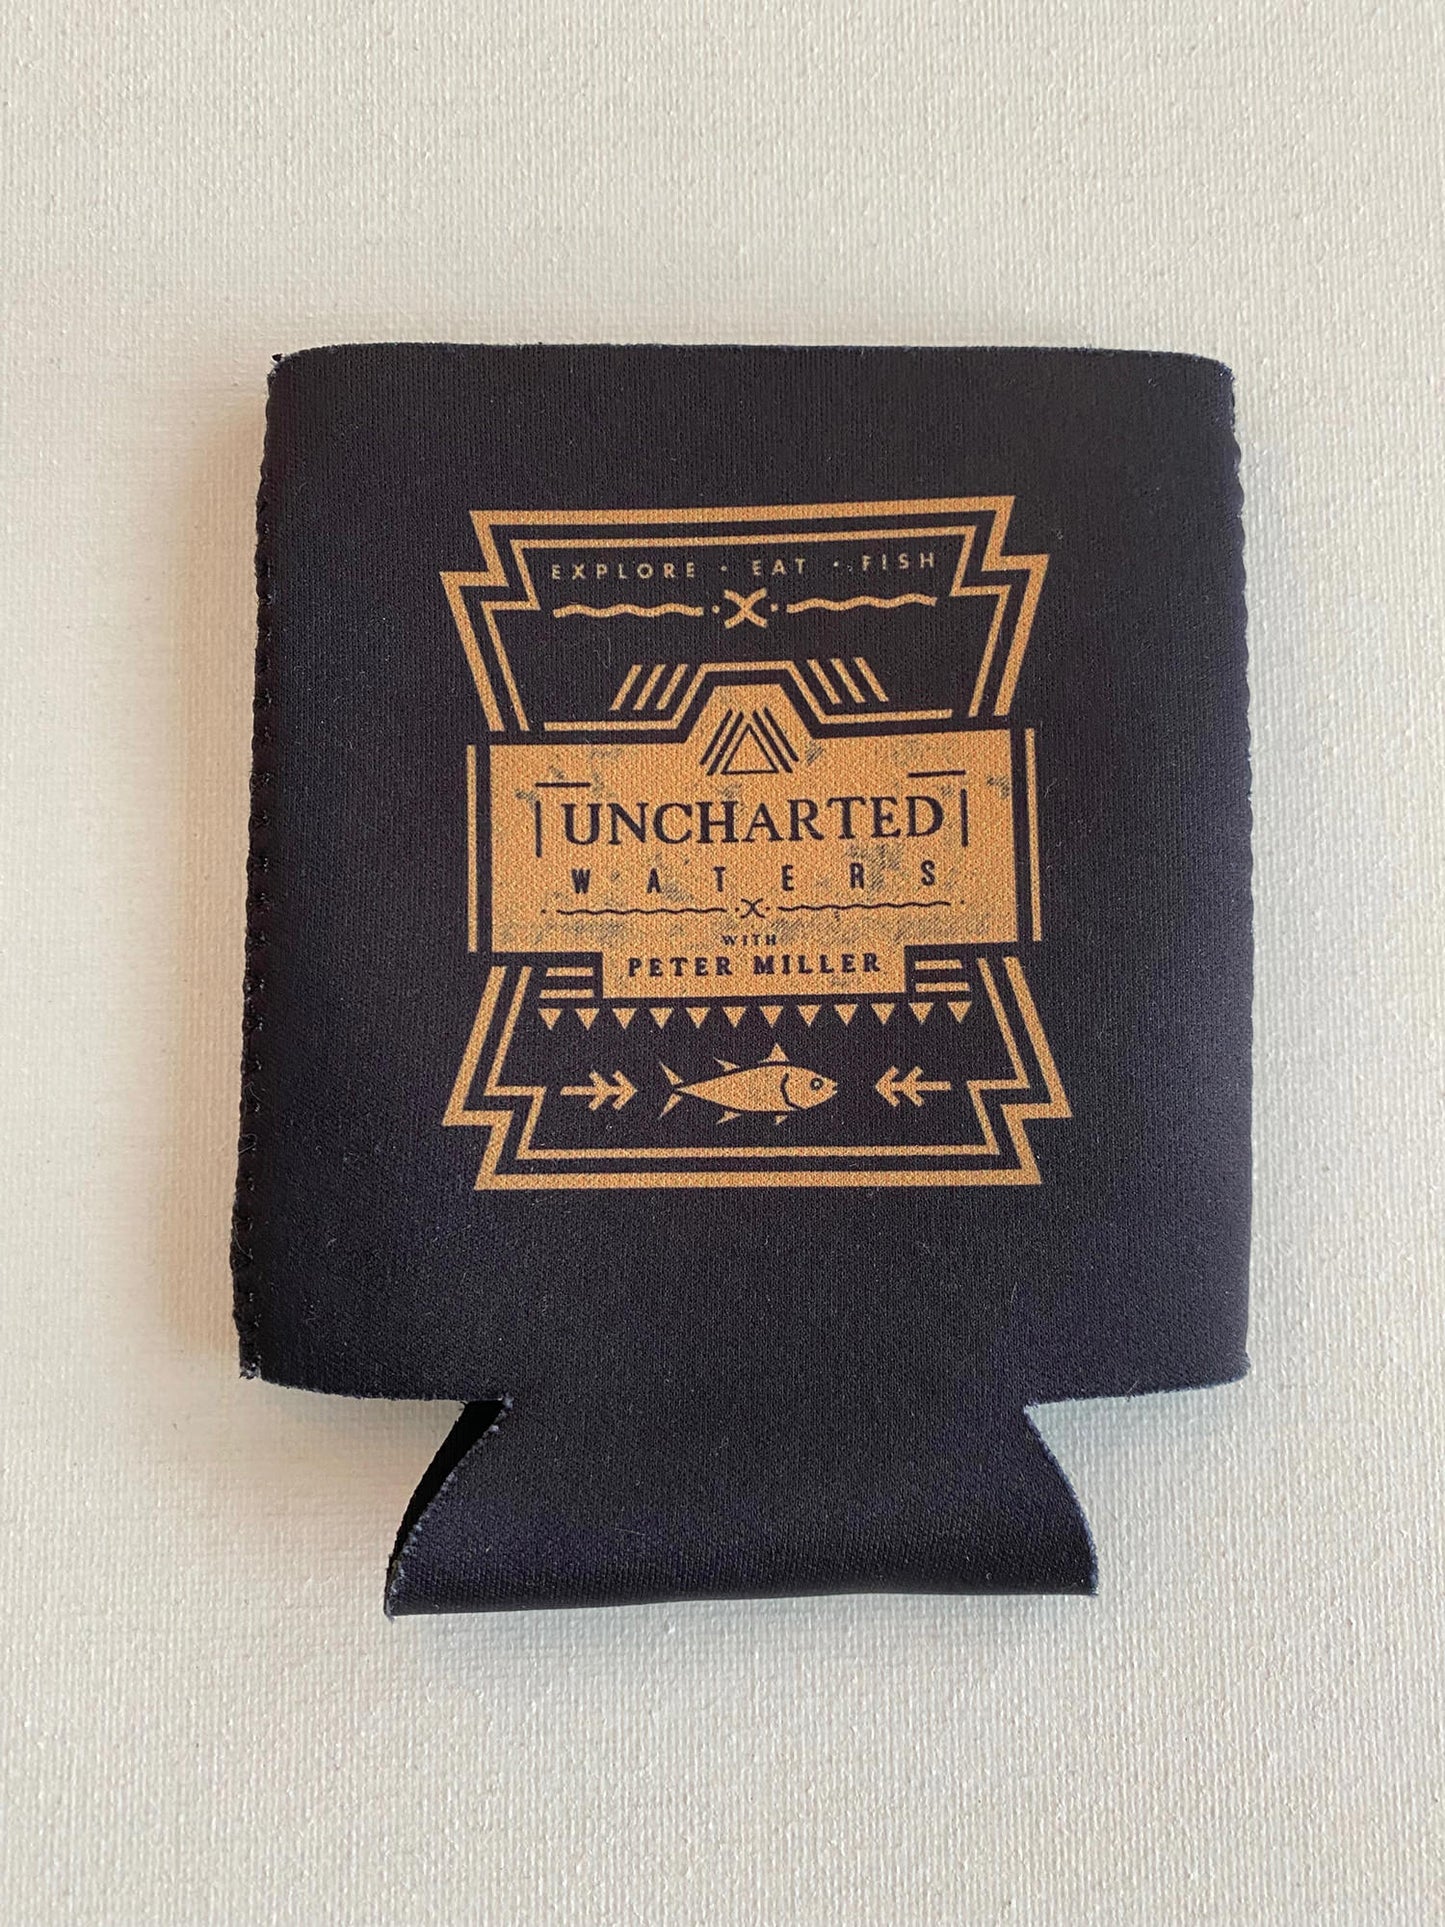 EXPLORE · EAT · FISH
UNCHARTED
WATERS
WITH
PETER MILLER